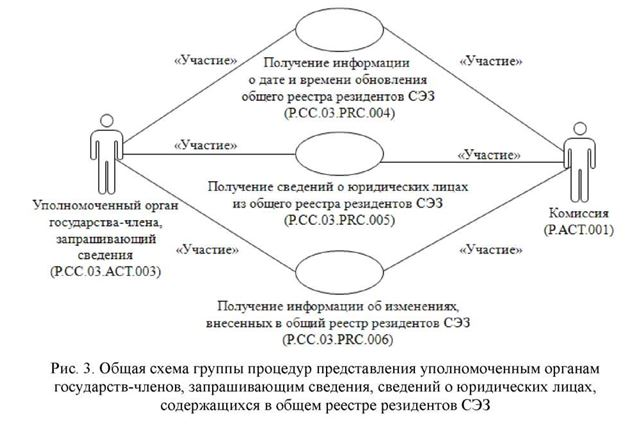 «Участие»
«Участие»
Получение информации
о дате и времени обновления
общего реестра резидентов СЭЗ
(P.CC.03.PRC.004)
«Участие»
«Участие»
Уполномоченный орган
государства-члена,
запрашивающий
сведения
(P.CC.03.ACT.003)
Получение сведений о юридических лицах
из общего реестра резидентов СЭЗ
(P.CC.03.PRC.005)
Комиссия
(P.ACT.001)
«Участие»
«Участие»
Получение информации об изменениях,
внесенных в общий реестр резидентов СЭЗ
(P.CC.03.PRC.006)
Рис. 3. Общая схема группы процедур представления уполномоченным органам
государств-членов, запрашивающим сведения, сведений о юридических лицах,
содержащихся в общем реестре резидентов СЭЗ